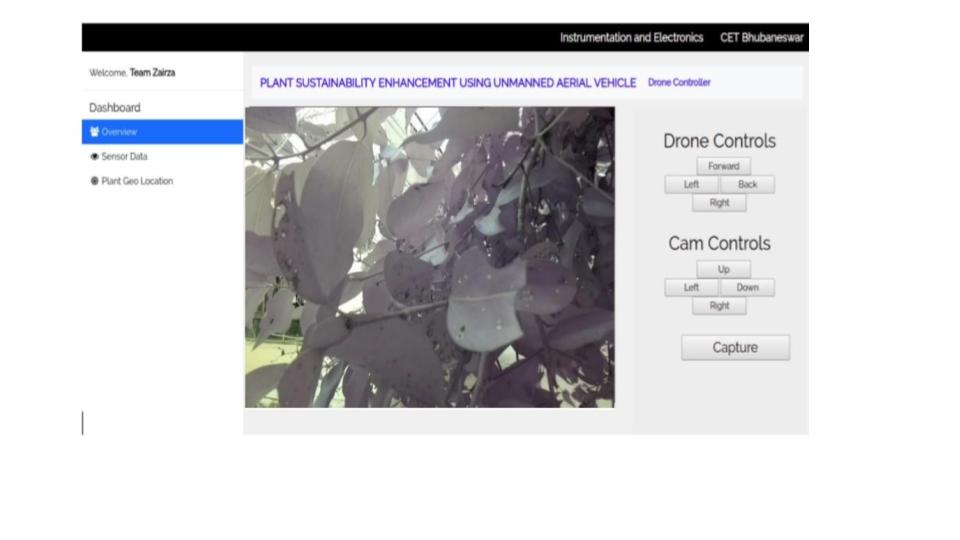 Instrumentation and Electronics CET Bhubaneswar
Welcome, Team Zairza
PLANT SUSTAINABILITY ENHANCEMENT USING UNMANNED AERIAL VEHICLE Drone Controller
Dashboard
Overview
Sensor Data
Plant Geo Location
Drone Controls
Forward
Left Back
Right
Cam Controls
Up
Left Down
Right
Capture